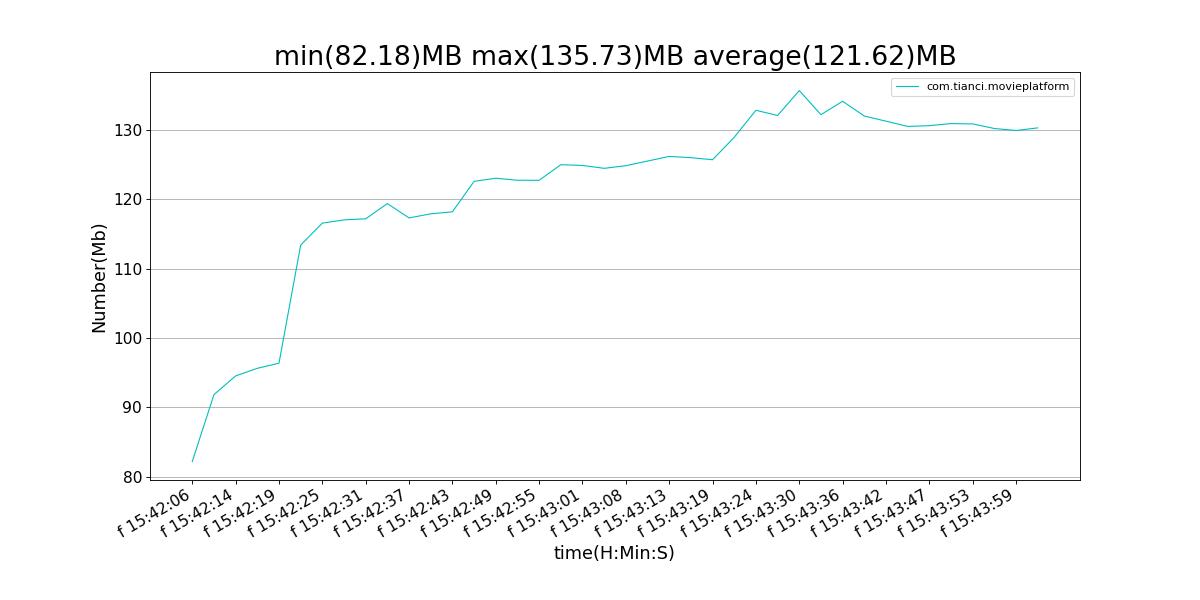 min(82.18)MB max(135.73)MB average(121.62)MB
com.tianci.movieplatform
130
120
110
100
90
80
Number(Mb)
f 15:42:06
f 15:42:14
f 15:42:19
f 15:42:25
f 15:42:31
f 15:42:37
f 15:42:43
f 15:42:49
f 15:42:55
f 15:43:01
f 15:43:08
f 15:43:13
f 15:43:19
f 15:43:24
f 15:43:30
f 15:43:36
f 15:43:42
f 15:43:47
f 15:43:53
f 15:43:59
time(H:Min:S)